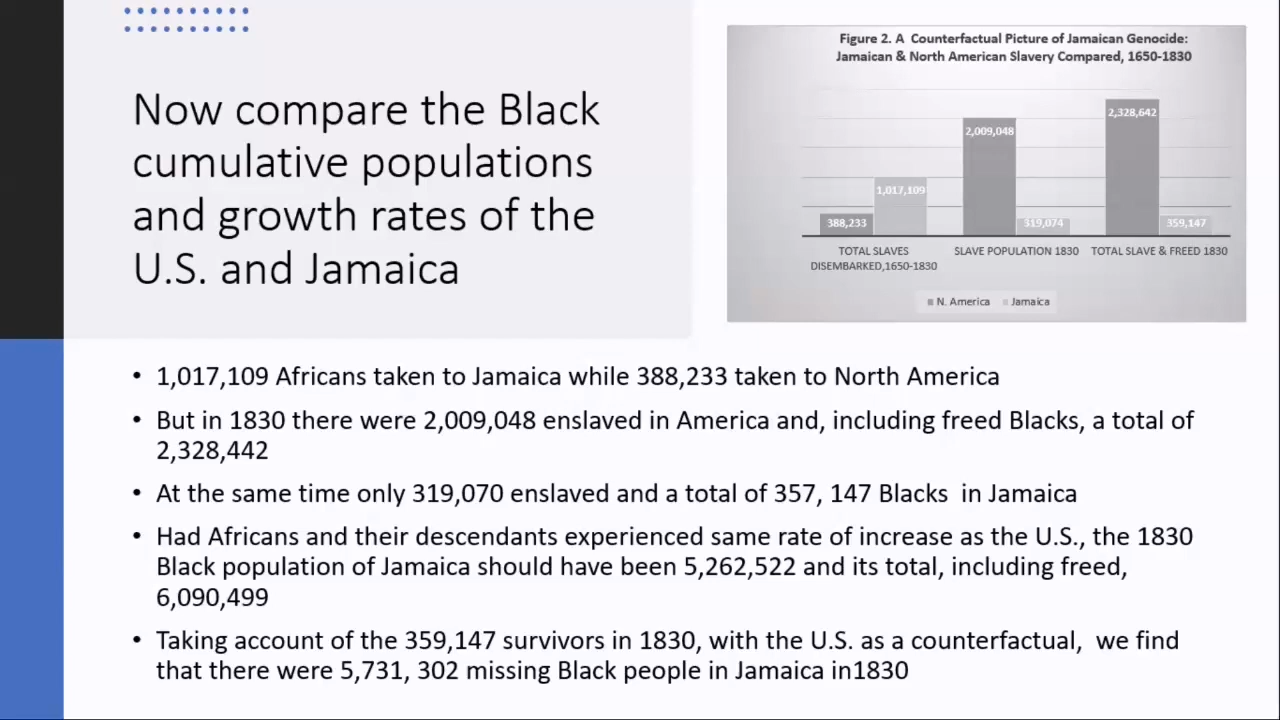 Now compare the Black
cumulative populations
and growth rates of the
U.S. and Jamaica
Figure 2. A Counterfactual Picture of Jamaican Genocide:
Jamaican & North American Slavery Compared, 1650-1830
2,328,642
2,009,048
1,017,109
388,233
319,074
359,147
TOTAL SLAVES
DISEMBARKED,1650-1830
SLAVE POPULATION 1830
TOTAL SLAVE & FREED 1830
N. America
Jamaica
• 1,017,109 Africans taken to Jamaica while 388,233 taken to North America
• But in 1830 there were 2,009,048 enslaved in America and, including freed Blacks, a total of
2,328,442
• At the same time only 319,070 enslaved and a total of 357, 147 Blacks in Jamaica
• Had Africans and their descendants experienced same rate of increase as the U.S., the 1830
Black population of Jamaica should have been 5,262,522 and its total, including freed,
6,090,499
• Taking account of the 359,147 survivors in 1830, with the U.S. as a counterfactual, we find
that there were 5,731, 302 missing Black people in Jamaica in1830